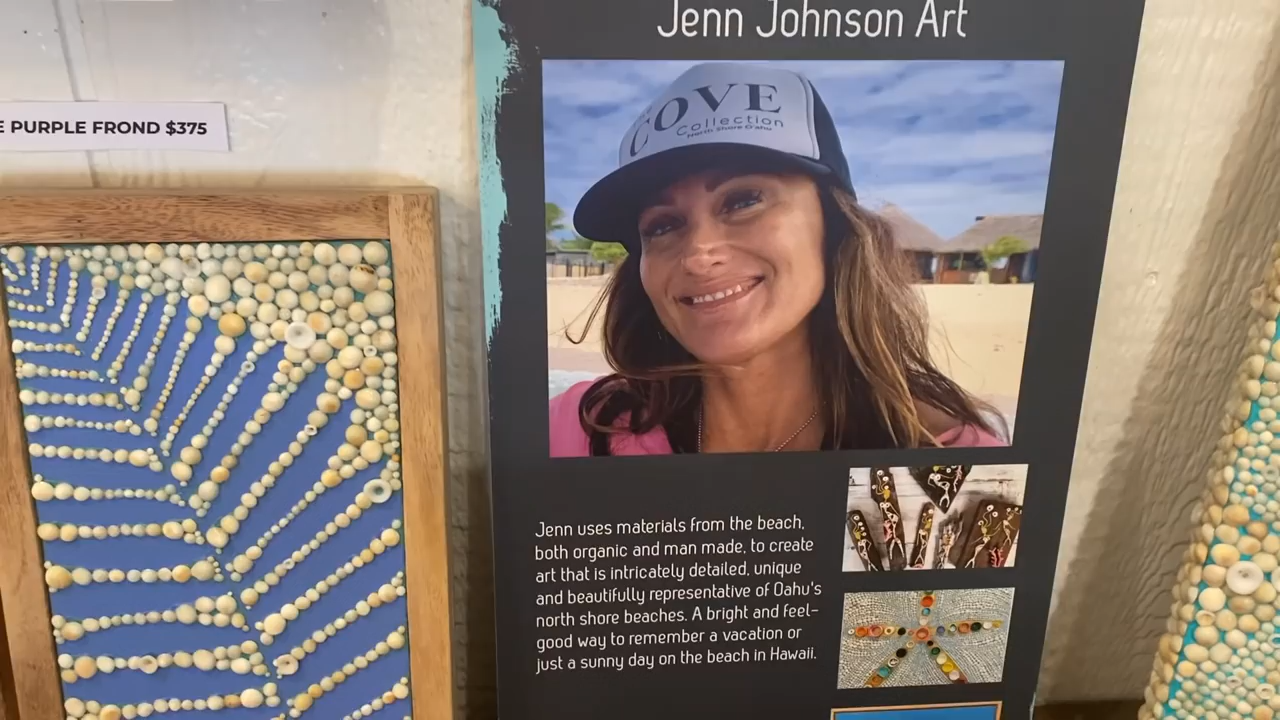 Jenn Johnson Art
COVE
Collection
North Shore Oahu
E PURPLE FROND $375
Jenn uses materials from the beach,
both organic and man made, to create
art that is intricately detailed, unique
and beautifully representative of Oahu's
north shore beaches. A bright and feel-
good way to remember a vacation or
just a sunny day on the beach in Hawaii.